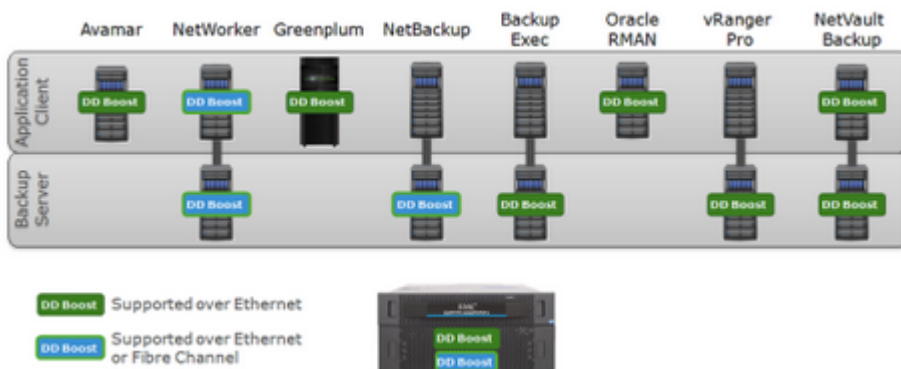 Avamar
NetWorker
Greenplum
NetBackup
Backup
Exec
Oracle
RMAN
vRanger
Pro
NetVault
Backup
Application
Client
DD Boost
DD Boost
DD Boost
DD Boost
DD Boost
Backup
Server
DD Boost
DD Boost
DD Boost
DD Boost
DD Boost
DD Boost
Supported over Ethernet
DD Boost
Supported over Ethernet
or Fibre Channel
EMC
DD Boost
DD Boost